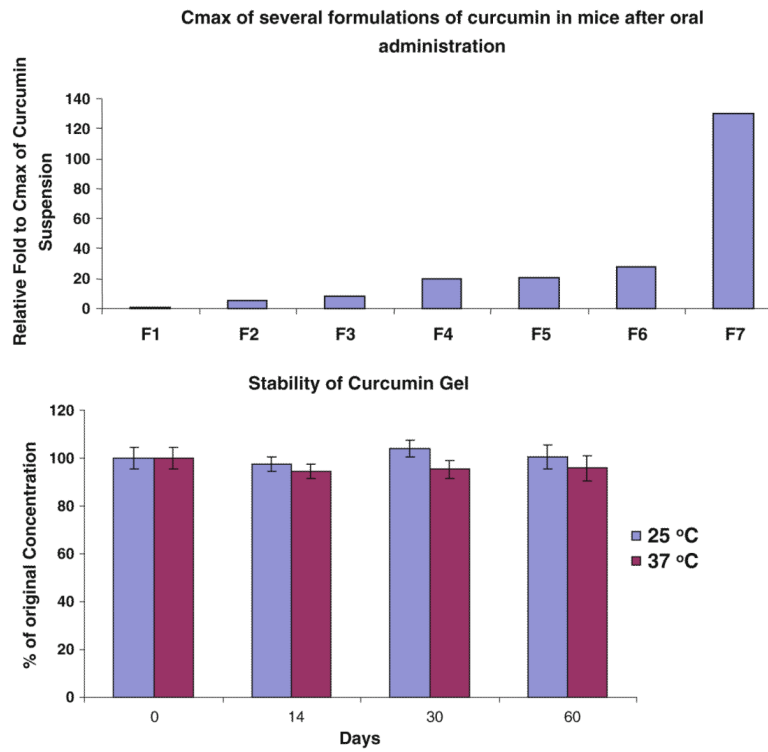 Cmax of several formulations of curcumin in mice after oral
administration
Relative Fold to Cmax of Curcumin
Suspension
140
120
100
80
60
40
20
0
F1 F2 F3 F4 F5 F6 F7
Stability of Curcumin Gel
% of original Concentration
120
100
80
60
40
20
0
0 14 30 60
Days
25 °C
37 °C